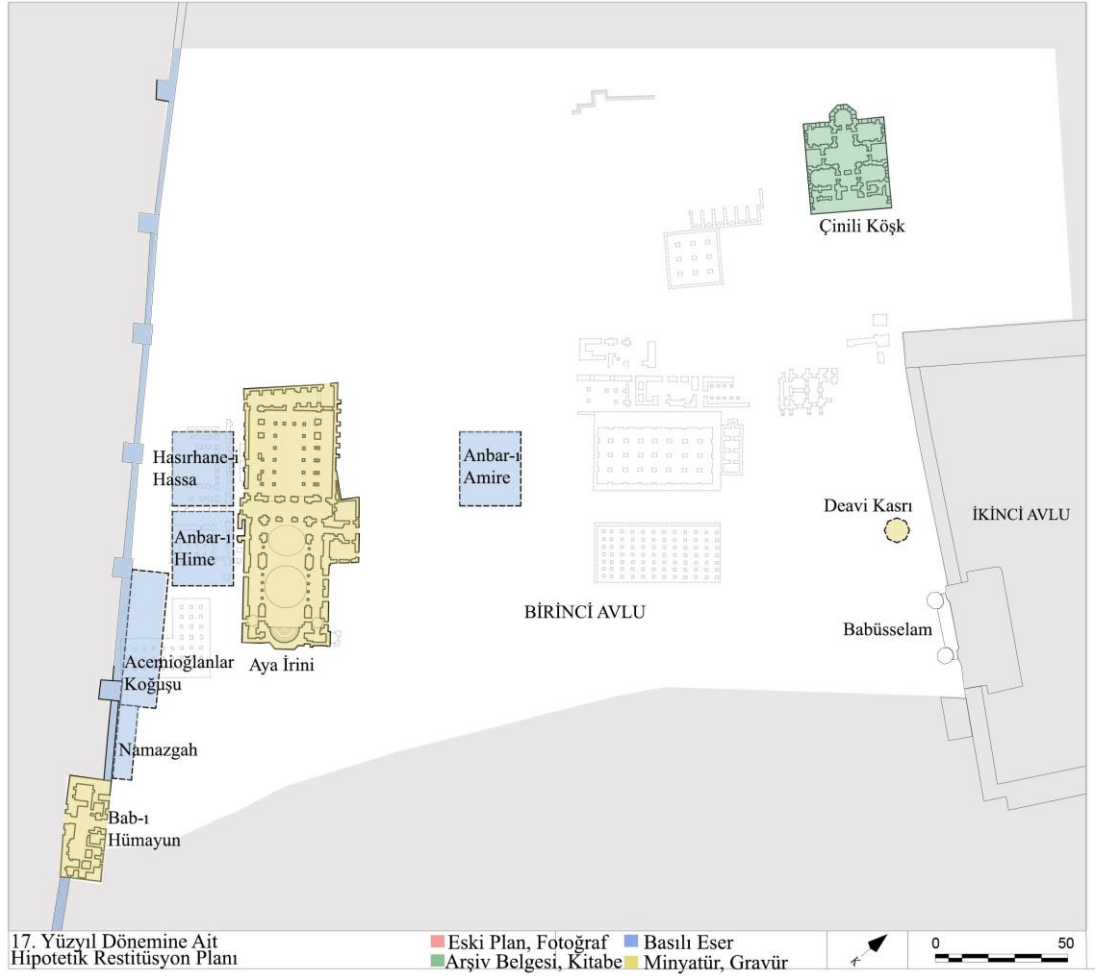 Çinili Köşk
Hasırhane-i
Hassa
Anbar-ı
Amire
Deavi Kasrı
İKİNCİ AVLU
Anbar-ı
Hime
BİRİNCİ AVLU
Babüsselam
Acemioğlanlar
Koğuşu
Aya İrini
Namazgah
Bab-ı
Hümayun
17. Yüzyıl Dönemine Ait
Hipotetik Restitüsyon Planı
Eski Plan, Fotoğraf
Basılı Eser
Arşiv Belgesi, Kitabe
Minyatür, Gravür
K
0 50